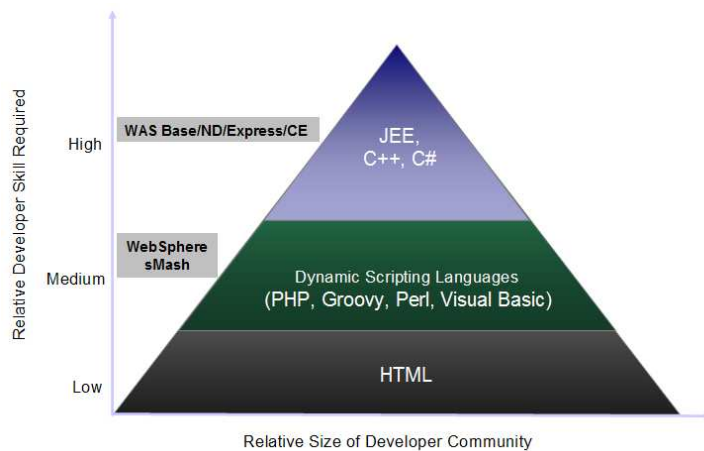 Relative Developer Skill Required
High
Medium
Low
WAS Base/ND/Express/CE
WebSphere
sMash
JEE,
C++, C#
Dynamic Scripting Languages
(PHP, Groovy, Perl, Visual Basic)
HTML
Relative Size of Developer Community